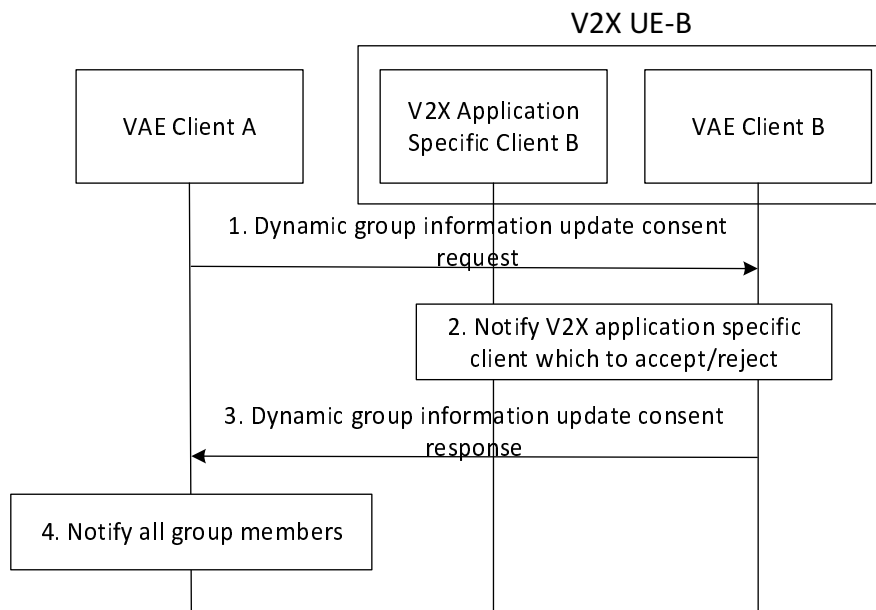 V2X UE-B
VAE Client A
V2X Application
Specific Client B
VAE Client B
1. Dynamic group information update consent
request
2. Notify V2X application specific
client which to accept/reject
3. Dynamic group information update consent
response
4. Notify all group members